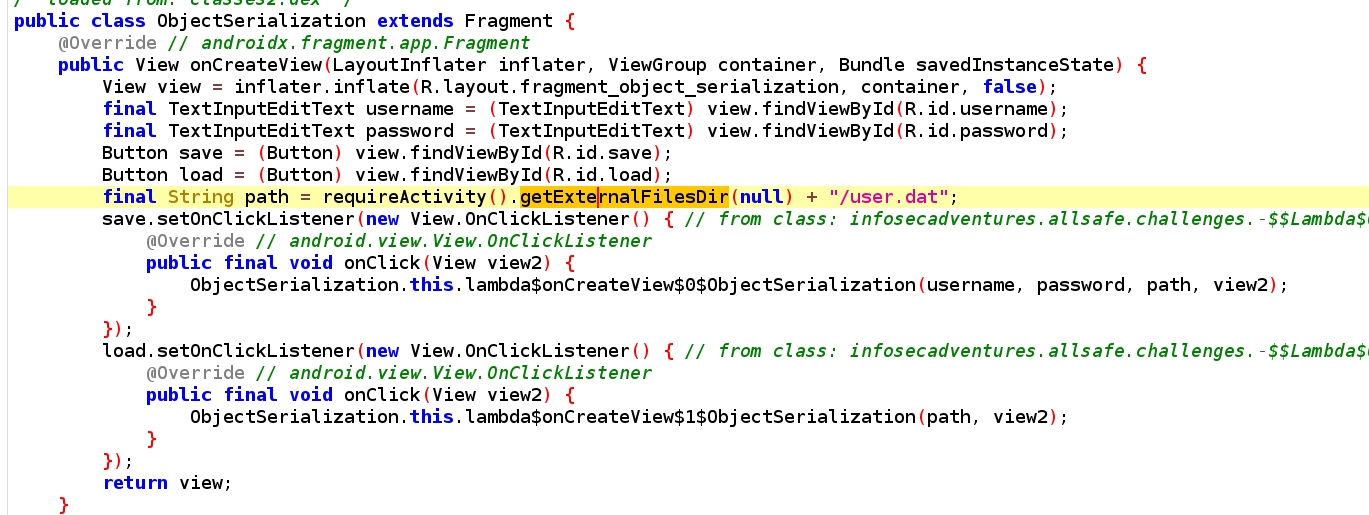 /* loaded from: classes2.dex */
public class ObjectSerialization extends Fragment {
@Override // androidx.fragment.app.Fragment
public View onCreateView(LayoutInflater inflater, ViewGroup container, Bundle savedInstanceState) {
View view = inflater.inflate(R.layout.fragment_object_serialization, container, false);
final TextInputEditText username = (TextInputEditText) view.findViewById(R.id.username);
final TextInputEditText password = (TextInputEditText) view.findViewById(R.id.password);
Button save = (Button) view.findViewById(R.id.save);
Button load = (Button) view.findViewById(R.id.load);
final String path = requireActivity().getExternalFilesDir(null) + "/user.dat";
save.setOnClickListener(new View.OnClickListener() { // from class: infosecadventures.allsafe.challenges.-$$Lambda$
@Override // android.view.View.OnClickListener
public final void onClick(View view2) {
ObjectSerialization.this.lambda$onCreateView$0$ObjectSerialization(username, password, path, view2);
}
});
load.setOnClickListener(new View.OnClickListener() { // from class: infosecadventures.allsafe.challenges.-$$Lambda$
@Override // android.view.View.OnClickListener
public final void onClick(View view2) {
ObjectSerialization.this.lambda$onCreateView$1$ObjectSerialization(path, view2);
}
});
return view;
}